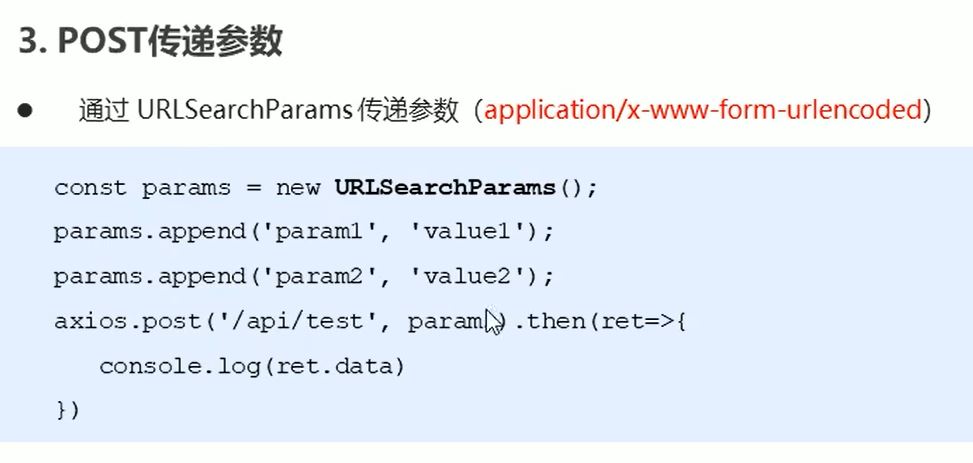 3. POST传递参数
● 通过 URLSearchParams 传递参数（application/x-www-form-urlencoded）
const params = new URLSearchParams();
params.append('param1', 'value1');
params.append('param2', 'value2');
axios.post('/api/test', params).then(ret=>{
console.log(ret.data)
})